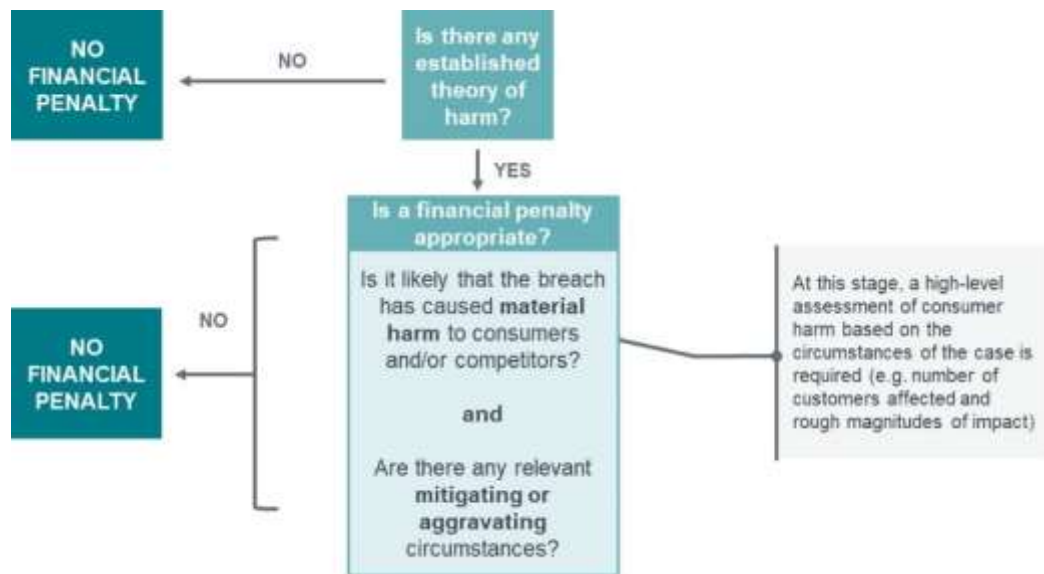 NO
FINANCIAL
PENALTY
NO
Is there any
established
theory of
harm?
YES
Is a financial penalty
appropriate?
Is it likely that the breach
has caused material
harm to consumers
and/or competitors?
and
Are there any relevant
mitigating or
aggravating
circumstances?
NO
NO
FINANCIAL
PENALTY
At this stage, a high-level
assessment of consumer
harm based on the
circumstances of the case is
required (e.g. number of
customers affected and
rough magnitudes of impact)